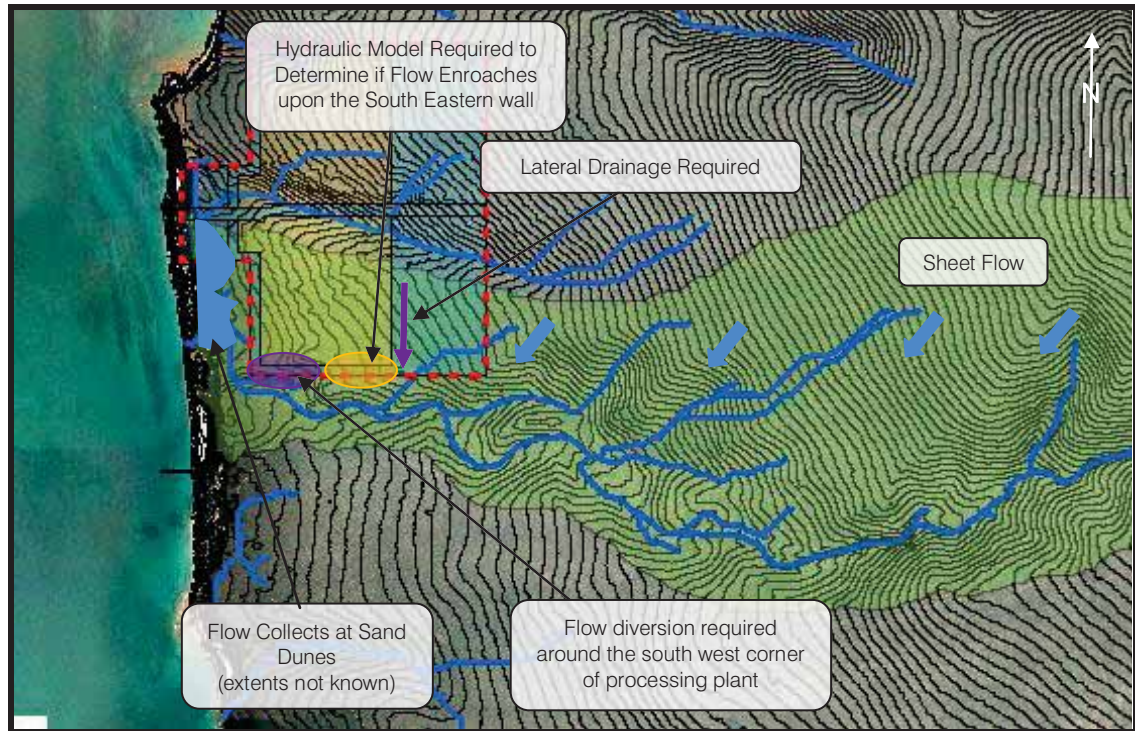 Hydraulic Model Required to
Determine if Flow Enroaches
upon the South Eastern wall
N
Lateral Drainage Required
Sheet Flow
Flow Collects at Sand
Dunes
(extents not known)
Flow diversion required
around the south west corner
of processing plant